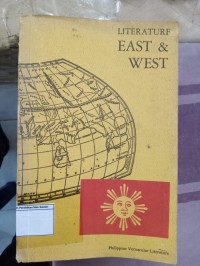 LITERATURE
EAST &
WEST
Philippine Vernacular Literature